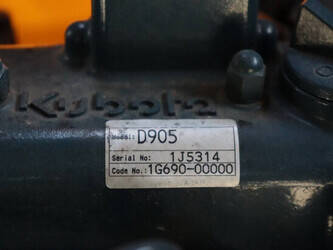 Kubota
Model: D905
Serial No: 1J5314
Code No.: 1G690-00000